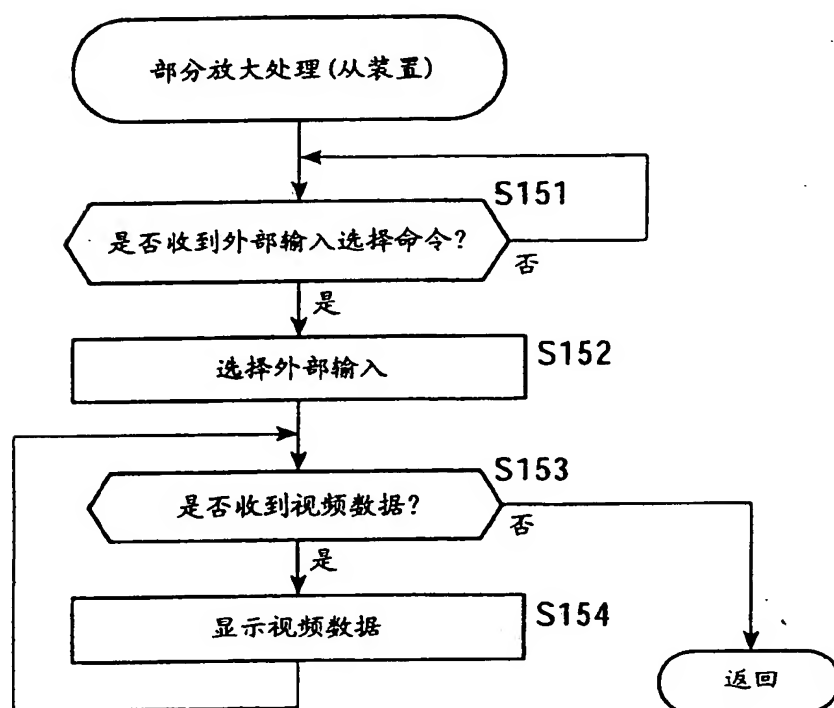 部分放大处理(从装置)
S151
是否收到外部输入选择命令?
否
是
选择外部输入
S152
S153
是否收到视频数据?
否
是
显示视频数据
S154
返回